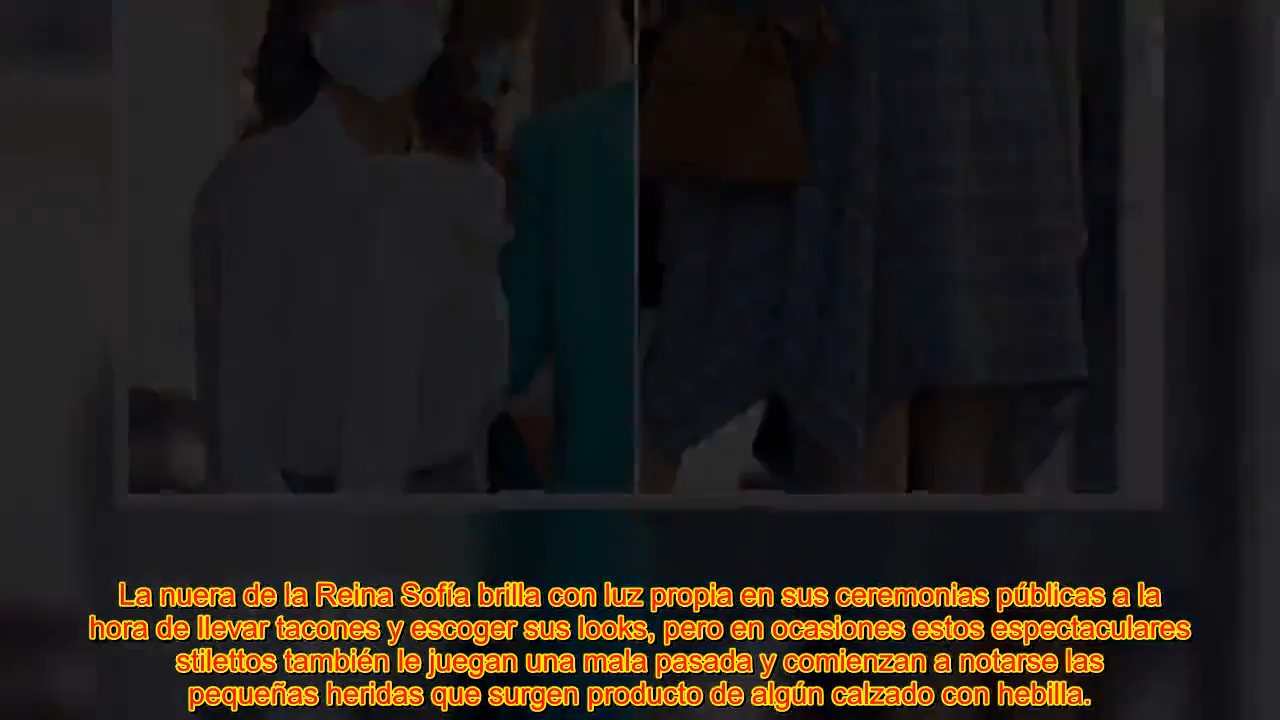 La nuera de la Reina Sofía brilla con luz propia en sus ceremonias públicas a la
hora de llevar tacones y escoger sus looks, pero en ocasiones estos espectaculares
stilettos también le juegan una mala pasada y comienzan a notarse las
pequeñas heridas que surgen producto de algún calzado con hebilla.